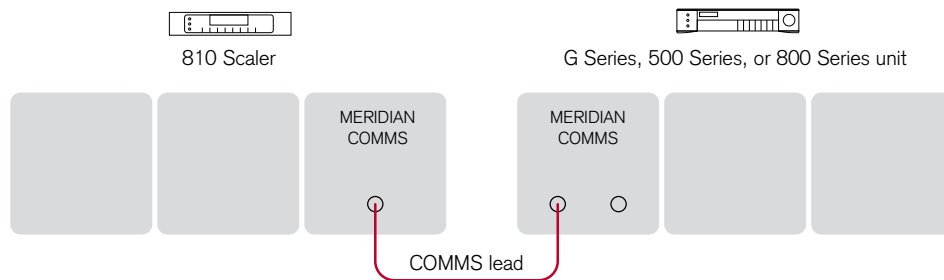 810 Scaler
G Series, 500 Series, or 800 Series unit
MERIDIAN
COMMS
MERIDIAN
COMMS
COMMS lead